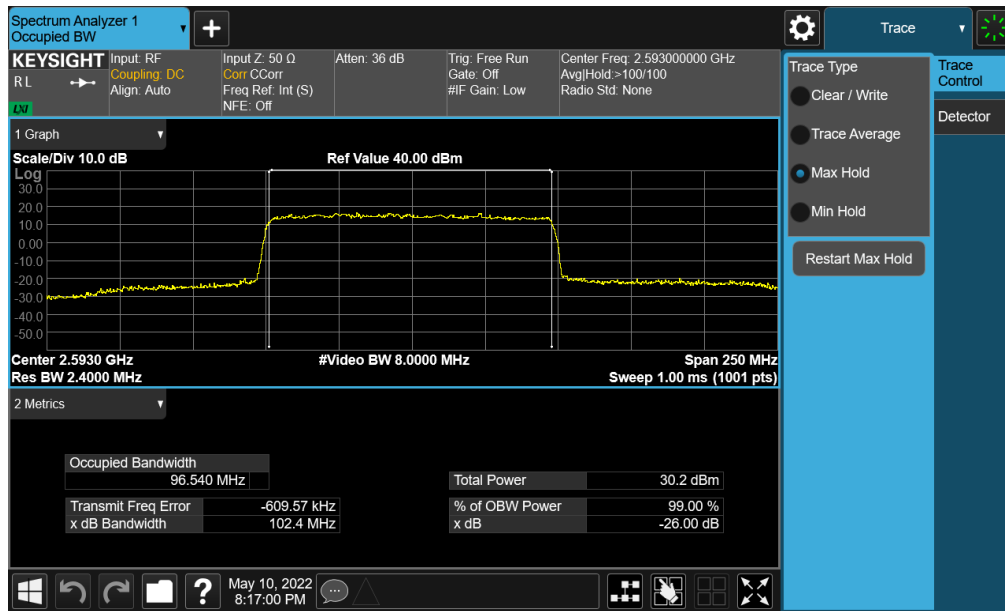 Spectrum Analyzer 1
Occupied BW
Trace
KEYSIGHT
R L
LXI
Input: RF
Coupling: DC
Align: Auto
Input Z: 50 Ω
Corr CCorr
Freq Ref: Int (S)
NFE: Off
Atten: 36 dB
Trig: Free Run
Gate: Off
#IF Gain: Low
Center Freq: 2.593000000 GHz
Avg|Hold:>100/100
Radio Std: None
1 Graph
Scale/Div 10.0 dB
Ref Value 40.00 dBm
Log
30.0
20.0
10.0
0.00
-10.0
-20.0
-30.0
-40.0
-50.0
Center 2.5930 GHz
#Video BW 8.0000 MHz
Span 250 MHz
Res BW 2.4000 MHz
Sweep 1.00 ms (1001 pts)
2 Metrics
Occupied Bandwidth
96.540 MHz
Total Power 30.2 dBm
Transmit Freq Error -609.57 kHz
% of OBW Power 99.00 %
x dB Bandwidth 102.4 MHz
x dB -26.00 dB
Trace Type
Clear / Write
Trace Average
Max Hold
Min Hold
Restart Max Hold
Trace
Control
Detector
?
May 10, 2022
8:17:00 PM